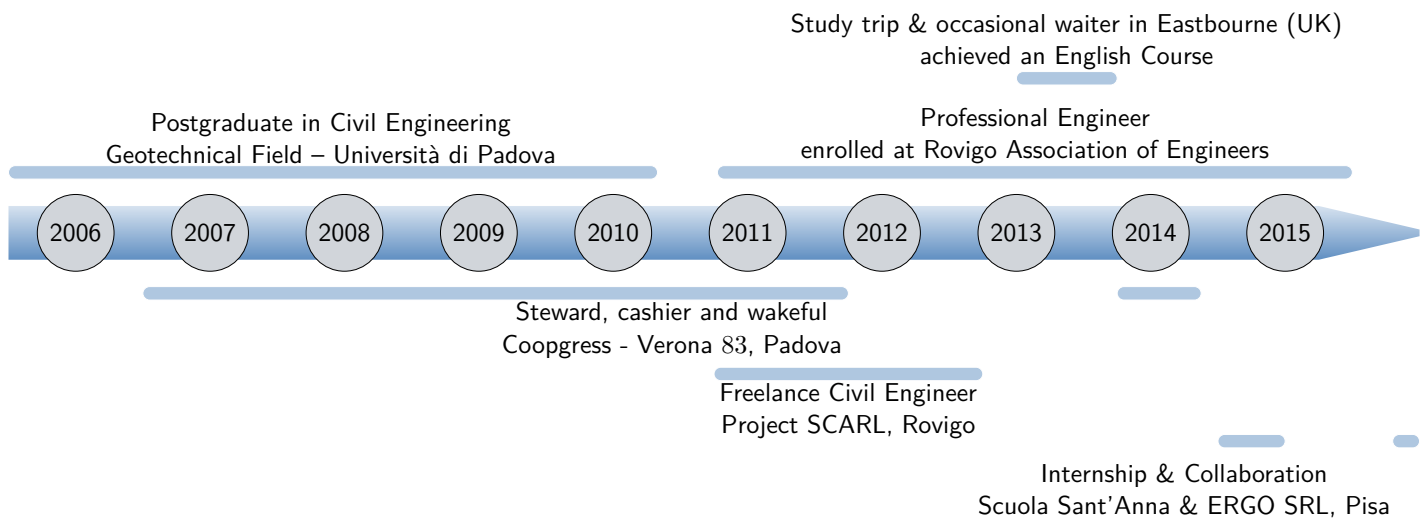 Study trip & occasional waiter in Eastbourne (UK)
achieved an English Course
Postgraduate in Civil Engineering
Geotechnical Field – Università di Padova
Professional Engineer
enrolled at Rovigo Association of Engineers
2006 2007 2008 2009 2010 2011 2012 2013 2014 2015
Steward, cashier and wakeful
Coopgress - Verona 83, Padova
Freelance Civil Engineer
Project SCARL, Rovigo
Internship & Collaboration
Scuola Sant'Anna & ERGO SRL, Pisa